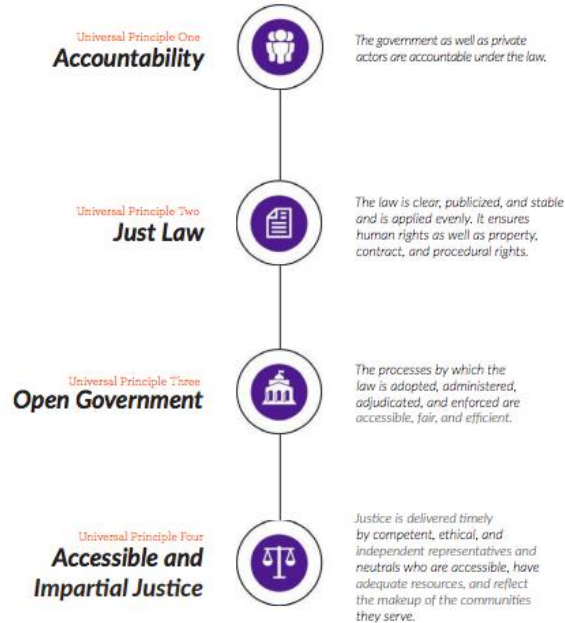 Universal Principle One
Accountability
The government as well as private
actors are accountable under the law.
Universal Principle Two
Just Law
The law is clear, publicized, and stable
and is applied evenly. It ensures
human rights as well as property,
contract, and procedural rights.
Universal Principle Three
Open Government
The processes by which the
law is adopted, administered,
adjudicated, and enforced are
accessible, fair, and efficient.
Universal Principle Four
Accessible and
Impartial Justice
Justice is delivered timely
by competent, ethical, and
independent representatives and
neutrals who are accessible, have
adequate resources, and reflect
the makeup of the communities
they serve.